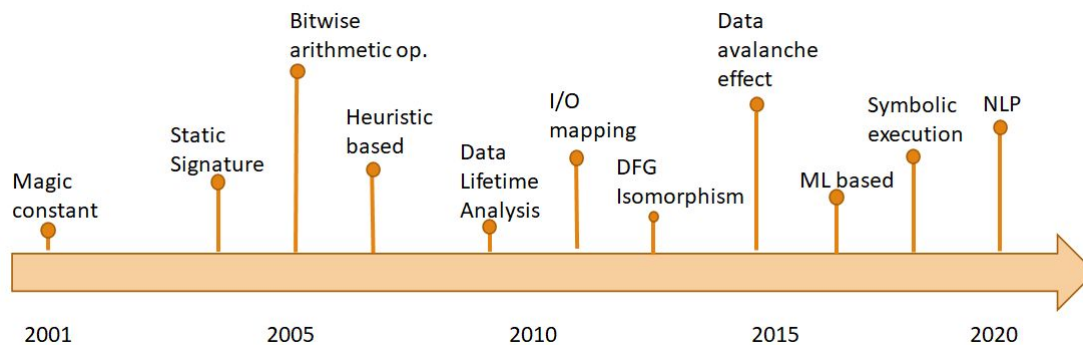 Magic
constant
Static
Signature
Bitwise
arithmetic op.
Heuristic
based
Data
Lifetime
Analysis
I/O
mapping
DFG
Isomorphism
Data
avalanche
effect
ML based
Symbolic
execution
NLP
2001
2005
2010
2015
2020